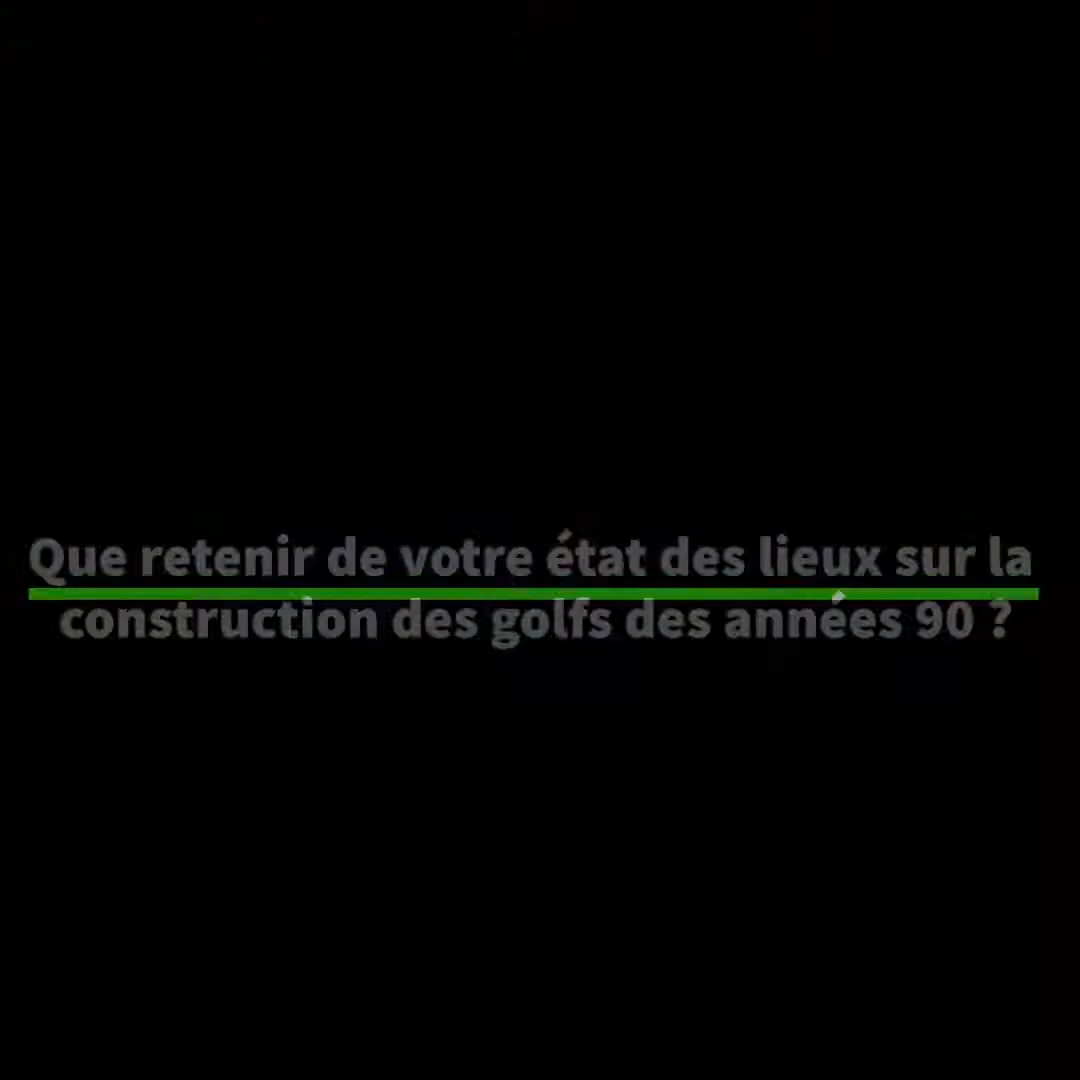 Que retenir de votre état des lieux sur la
construction des golfs des années 90 ?